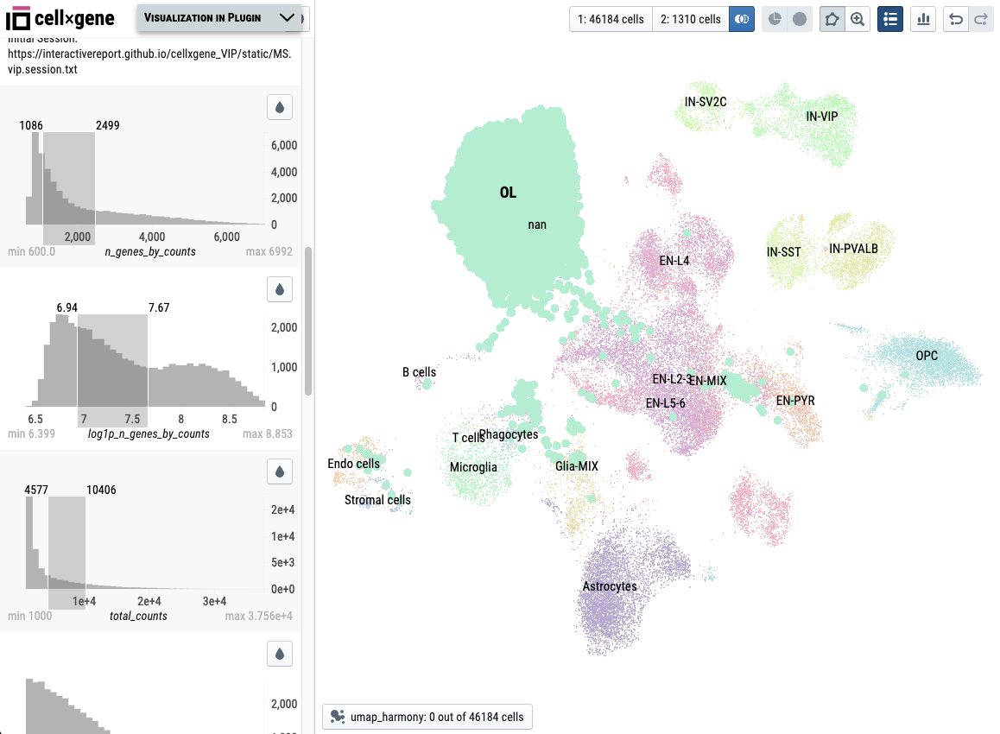 cell×gene
Visualization in Plugin
1: 46184 cells
2: 1310 cells
Initial Session:
https://interactivereport.github.io/cellxgene_VIP/static/MS.
vip.session.txt
1086
2499
6,000
4,000
2,000
0
2,000
4,000
6,000
min 600.0
n_genes_by_counts
max 6992
6.94
7.67
2,000
1,000
0
6.5
7
7.5
8
8.5
min 6.399
log1p_n_genes_by_counts
max 8.853
4577
10406
2e+4
1e+4
5e+3
0e+0
1e+4
2e+4
3e+4
min 1000
total_counts
max 3.756e+4
2,000
IN-SV2C
IN-VIP
OL
nan
EN-L4
IN-SST
IN-PVALB
OPC
B cells
EN-L2-3
EN-MIX
EN-L5-6
EN-PYR
T cells
Phagocytes
Endo cells
Microglia
Glia-MIX
Stromal cells
Astrocytes
umap_harmony: 0 out of 46184 cells